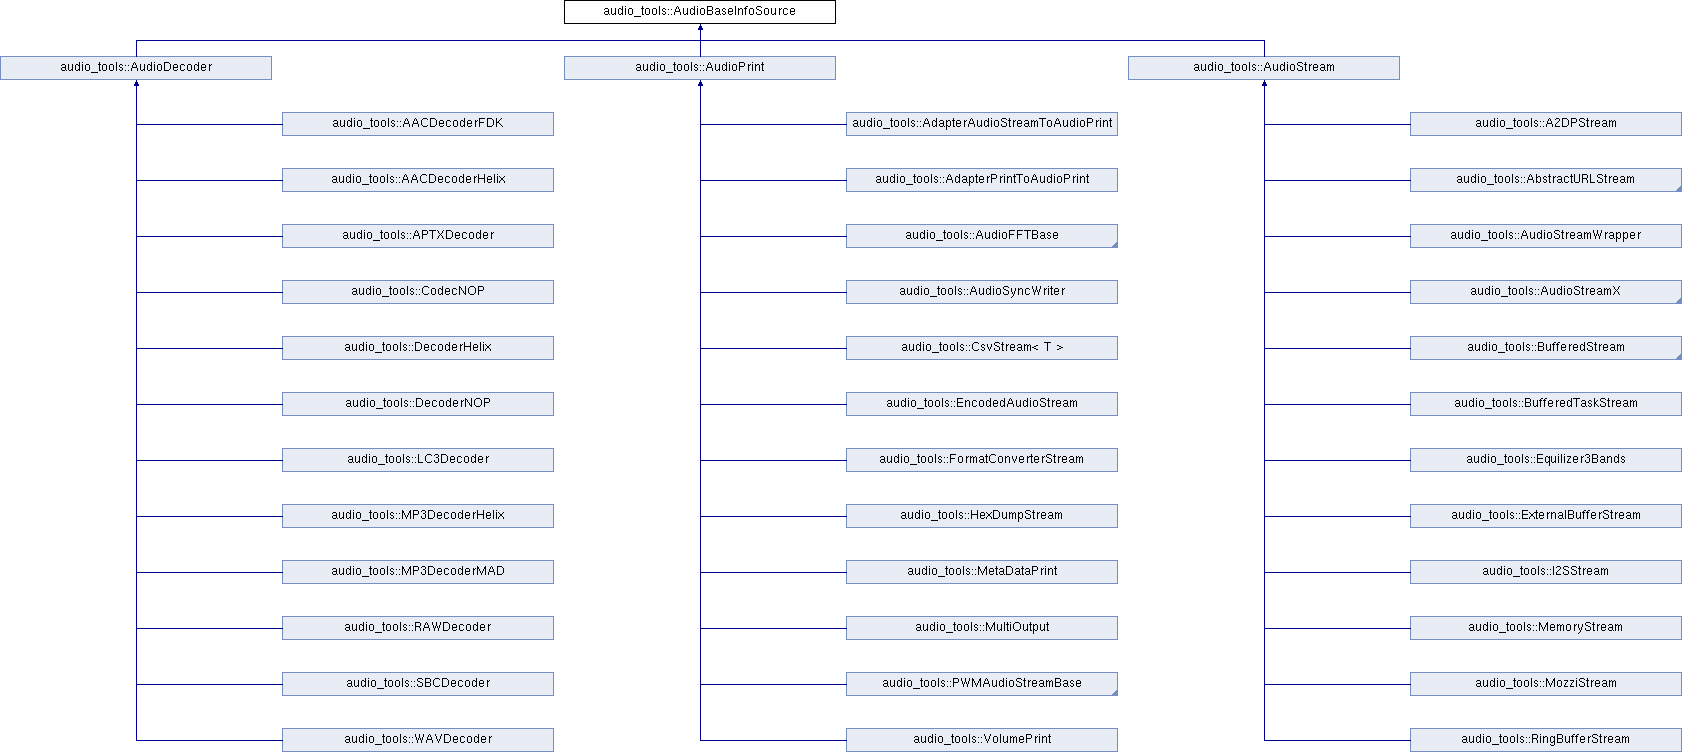 audio_tools::AudioBaseInfoSource
audio_tools::AudioDecoder
audio_tools::AudioPrint
audio_tools::AudioStream
audio_tools::AACDecoderFDK
audio_tools::AdapterAudioStreamToAudioPrint
audio_tools::A2DPStream
audio_tools::AACDecoderHelix
audio_tools::AdapterPrintToAudioPrint
audio_tools::AbstractURLStream
audio_tools::APTXDecoder
audio_tools::AudioFFTBase
audio_tools::AudioStreamWrapper
audio_tools::CodecNOP
audio_tools::AudioSyncWriter
audio_tools::AudioStreamX
audio_tools::DecoderHelix
audio_tools::CsvStream< T >
audio_tools::BufferedStream
audio_tools::DecoderNOP
audio_tools::EncodedAudioStream
audio_tools::BufferedTaskStream
audio_tools::LC3Decoder
audio_tools::FormatConverterStream
audio_tools::Equilizer3Bands
audio_tools::MP3DecoderHelix
audio_tools::HexDumpStream
audio_tools::ExternalBufferStream
audio_tools::MP3DecoderMAD
audio_tools::MetaDataPrint
audio_tools::I2SStream
audio_tools::RAWDecoder
audio_tools::MultiOutput
audio_tools::MemoryStream
audio_tools::SBCDecoder
audio_tools::PWMAudioStreamBase
audio_tools::MozziStream
audio_tools::WAVDecoder
audio_tools::VolumePrint
audio_tools::RingBufferStream